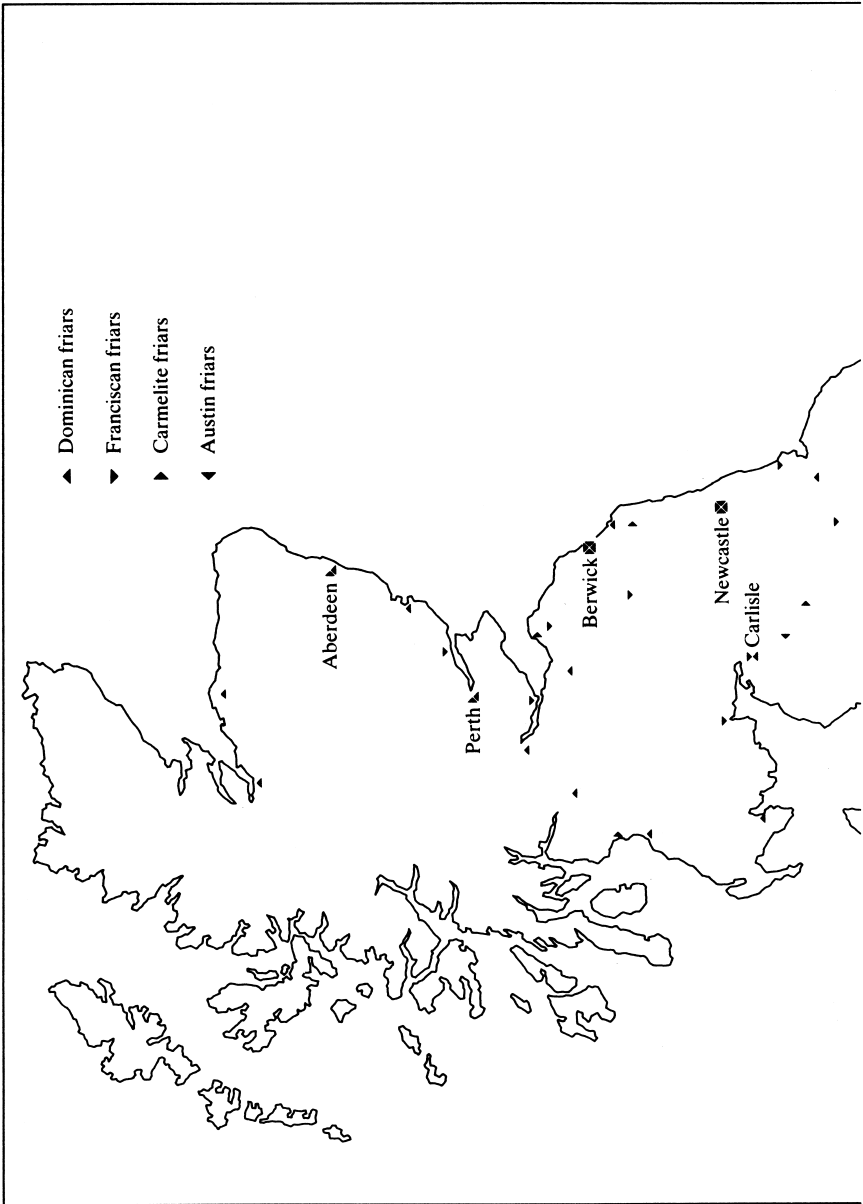 Dominican friars
Franciscan friars
Carmelite friars
Austin friars
Aberdeen
Perth
Berwick
Newcastle
Carlisle